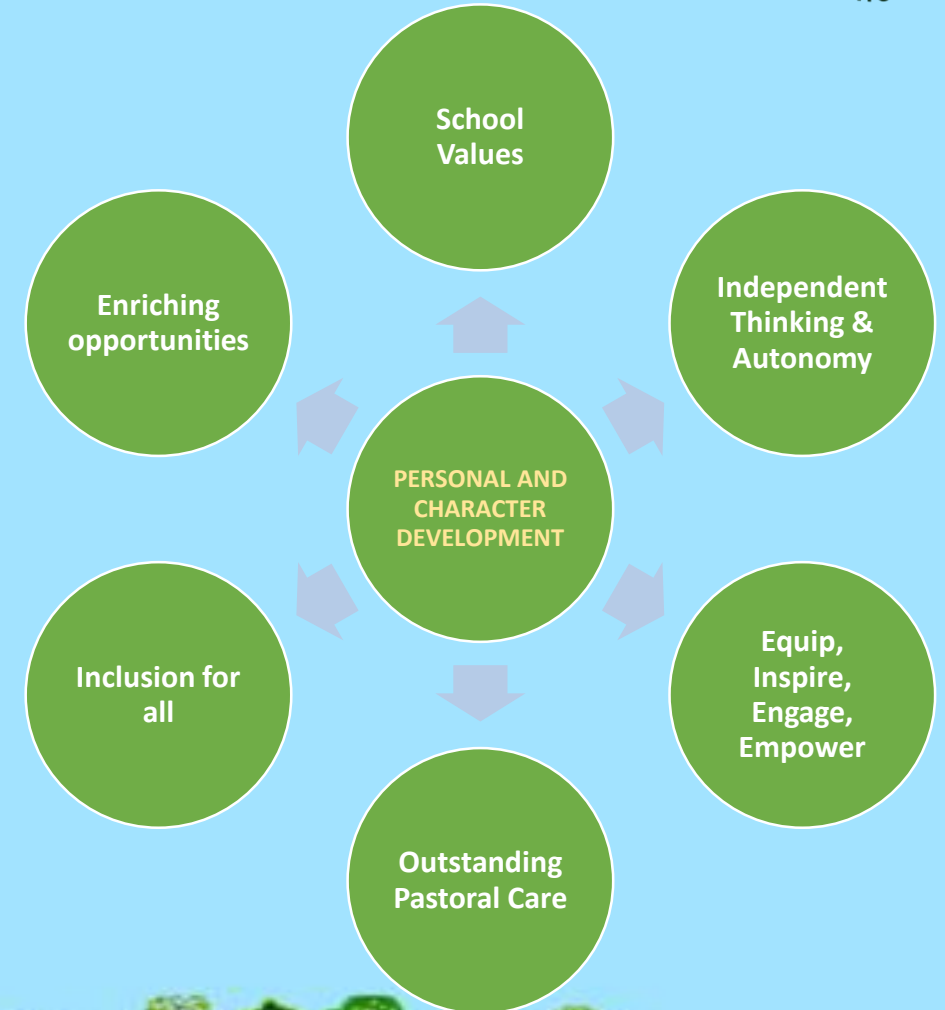 School
Values
Independent
Thinking &
Autonomy
Equip,
Inspire,
Engage,
Empower
Outstanding
Pastoral Care
Inclusion for
all
Enriching
opportunities
PERSONAL AND
CHARACTER
DEVELOPMENT